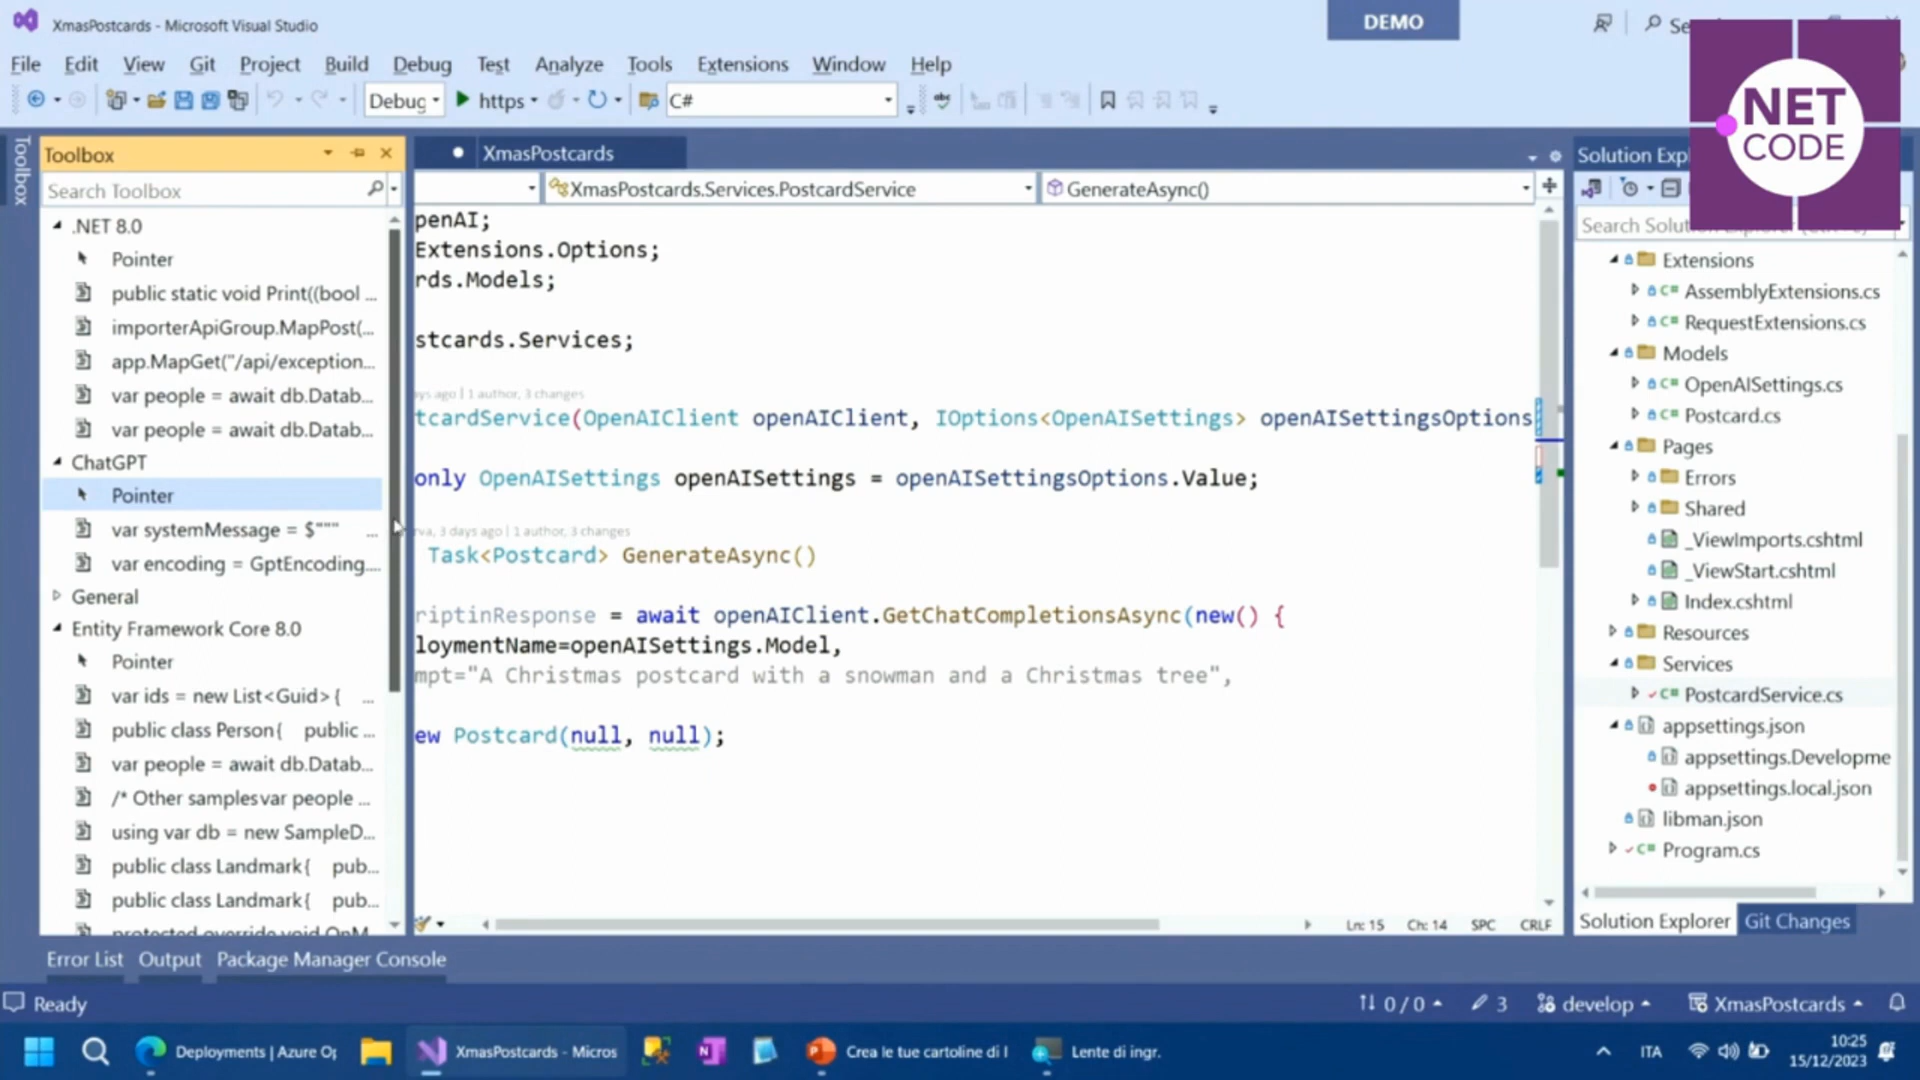 XmasPostcards - Microsoft Visual Studio
DEMO
File Edit View Git Project Build Debug Test Analyze Tools Extensions Window Help
Debug https C#
.NET
CODE
Toolbox
Toolbox
Search Toolbox
.NET 8.0
Pointer
public static void Print((bool ...
importerApiGroup.MapPost(...
app.MapGet("/api/exception...
var people = await db.Datab...
var people = await db.Datab...
ChatGPT
Pointer
var systemMessage = $""" ...
var encoding = GptEncoding....
General
Entity Framework Core 8.0
Pointer
var ids = new List<Guid>{ ...
public class Person{ public ...
var people = await db.Datab...
/* Other samplesvar people ...
using var db = new SampleD...
public class Landmark{ pub...
public class Landmark{ pub...
XmasPostcards
XmasPostcards.Services.PostcardService GenerateAsync()
penAI;
Extensions.Options;
rds.Models;
stcards.Services;
ys ago | 1 author, 3 changes
tcardService(OpenAIClient openAIClient, IOptions<OpenAISettings> openAISettingsOptions
only OpenAISettings openAISettings = openAISettingsOptions.Value;
rva, 3 days ago | 1 author, 3 changes
Task<Postcard> GenerateAsync()
riptinResponse = await openAIClient.GetChatCompletionsAsync(new() {
loymentName=openAISettings.Model,
mpt="A Christmas postcard with a snowman and a Christmas tree",
ew Postcard(null, null);
Ln: 15 Ch: 14 SPC CRLF
Solution Expl
Search Solu
Extensions
AssemblyExtensions.cs
RequestExtensions.cs
Models
OpenAISettings.cs
Postcard.cs
Pages
Errors
Shared
_ViewImports.cshtml
_ViewStart.cshtml
Index.cshtml
Resources
Services
PostcardService.cs
appsettings.json
appsettings.Developme
appsettings.local.json
libman.json
Program.cs
Solution Explorer Git Changes
Error List Output Package Manager Console
Ready 0 / 0 3 develop XmasPostcards
Deployments | Azure Op XmasPostcards - Micros Crea le tue cartoline di I Lente di ingr. ITA
10:25
15/12/2023